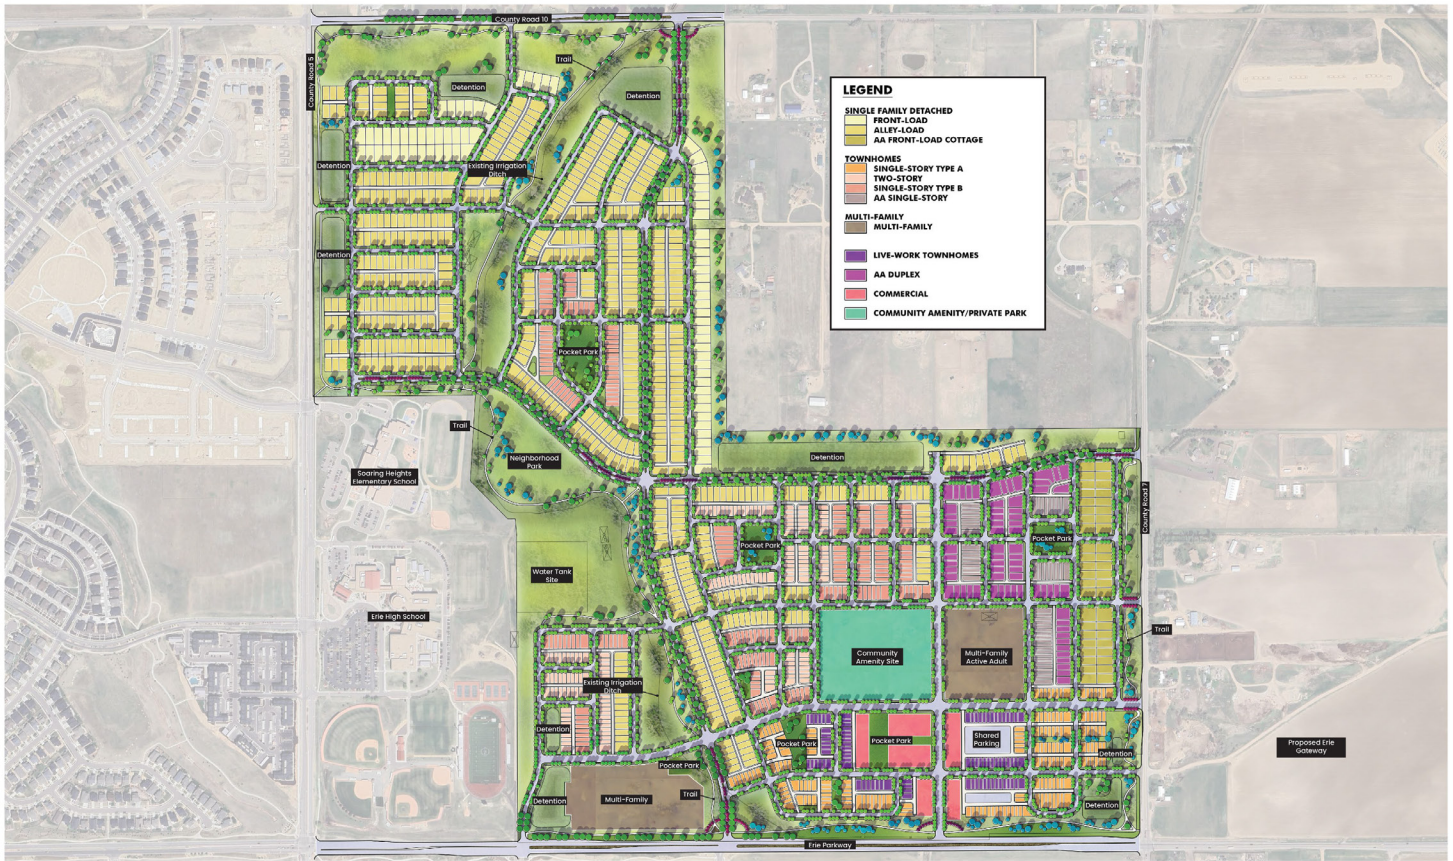 County Road 10
Trail
County Road 5
Detention
Detention
LEGEND
SINGLE FAMILY DETACHED
FRONT-LOAD
ALLEY-LOAD
AA FRONT-LOAD COTTAGE
TOWNHOMES
SINGLE-STORY TYPE A
TWO-STORY
SINGLE-STORY TYPE B
AA SINGLE-STORY
MULTI-FAMILY
MULTI-FAMILY
LIVE-WORK TOWNHOMES
AA DUPLEX
COMMERCIAL
COMMUNITY AMENITY/PRIVATE PARK
Detention
Existing Irrigation
Ditch
Detention
Pocket Park
Trail
Neighborhood
Park
Detention
Soaring Heights
Elementary School
County Road 7
Pocket Park
Pocket Park
Water Tank
Site
Erie High School
Trail
Community
Amenity Site
Multi-Family
Active Adult
Existing Irrigation
Ditch
Detention
Pocket Park
Pocket Park
Shared
Parking
Detention
Proposed Erie
Gateway
Pocket Park
Detention
Multi-Family
Trail
Detention
Erie Parkway